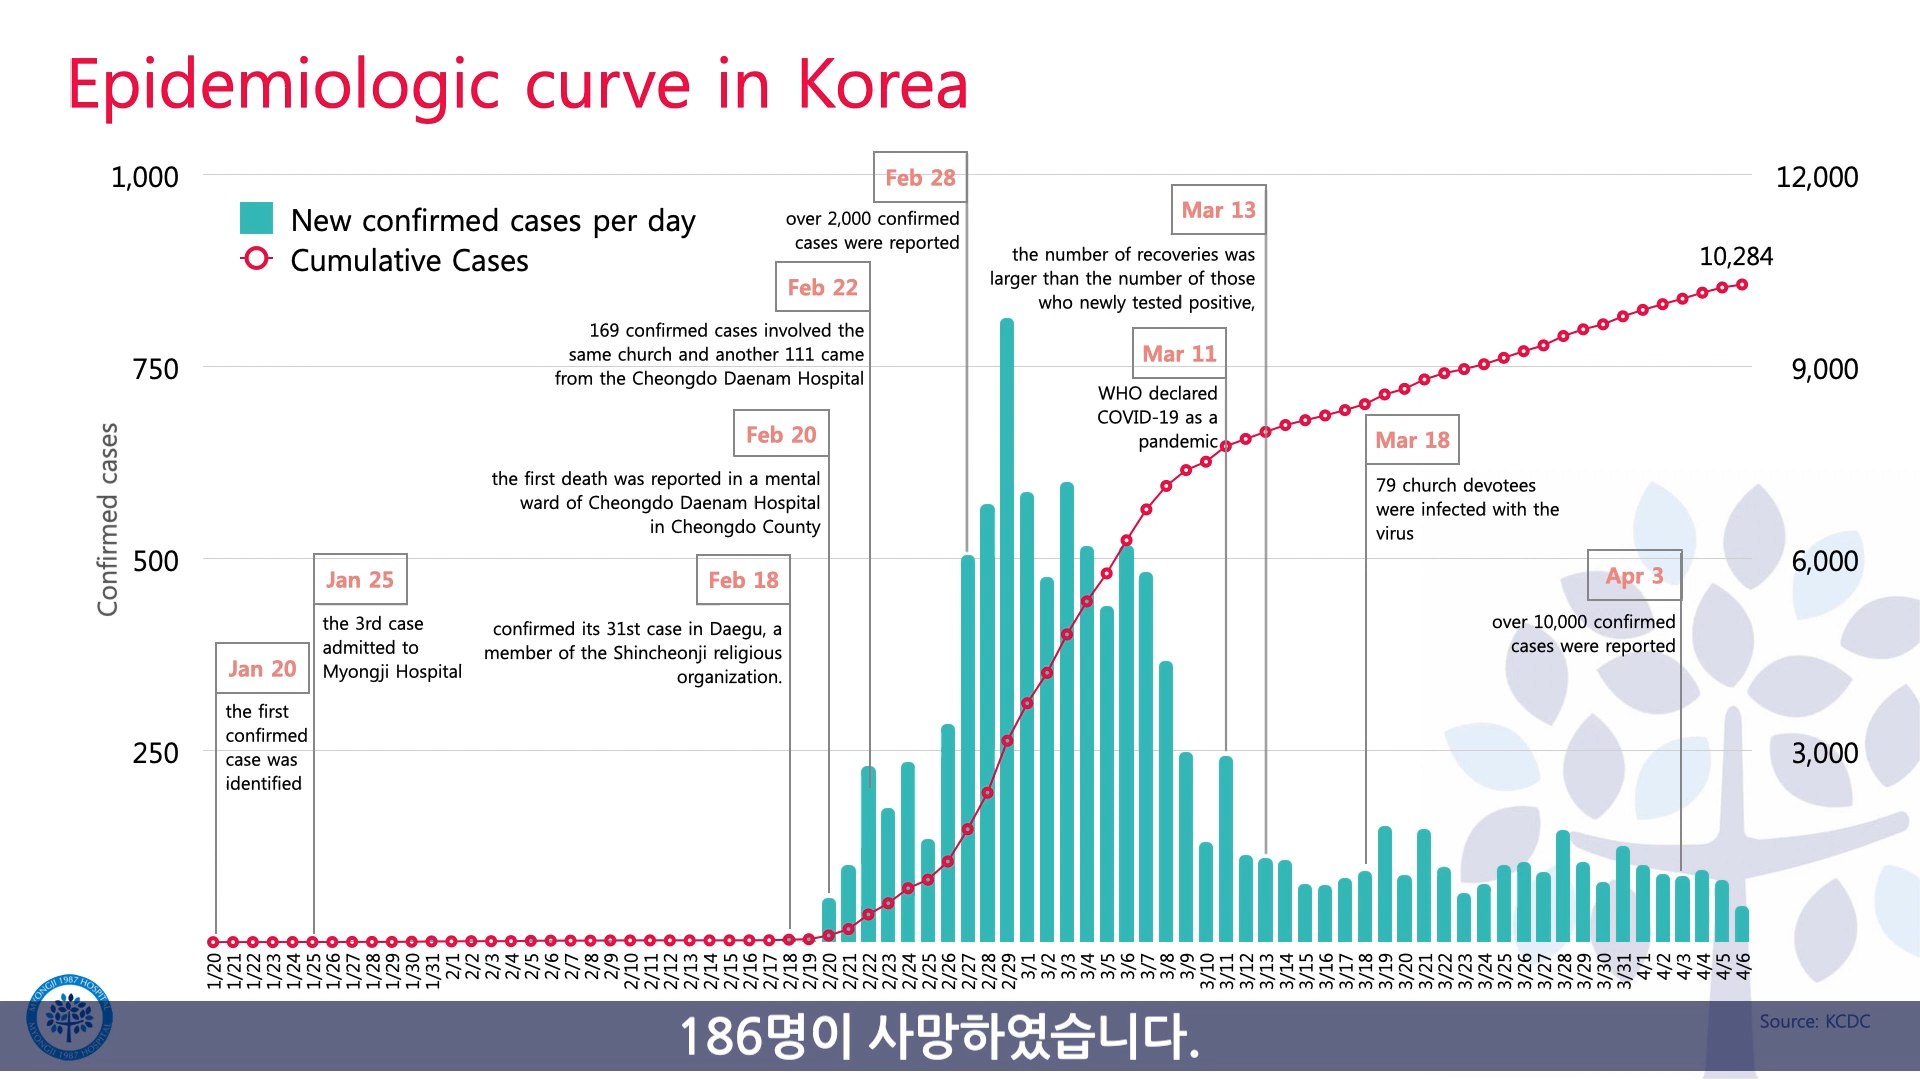 Epidemiologic curve in Korea
1,000
750
500
250
Confirmed cases
12,000
9,000
6,000
3,000
New confirmed cases per day
Cumulative Cases
Jan 20
the first
confirmed
case was
identified
Jan 25
the 3rd case
admitted to
Myongji Hospital
Feb 18
confirmed its 31st case in Daegu, a
member of the Shincheonji religious
organization.
Feb 20
the first death was reported in a mental
ward of Cheongdo Daenam Hospital
in Cheongdo County
Feb 22
169 confirmed cases involved the
same church and another 111 came
from the Cheongdo Daenam Hospital
Feb 28
over 2,000 confirmed
cases were reported
Mar 11
WHO declared
COVID-19 as a
pandemic
Mar 13
the number of recoveries was
larger than the number of those
who newly tested positive,
Mar 18
79 church devotees
were infected with the
virus
Apr 3
over 10,000 confirmed
cases were reported
10,284
1/20
1/21
1/22
1/23
1/24
1/25
1/26
1/27
1/28
1/29
1/30
1/31
2/1
2/2
2/3
2/4
2/5
2/6
2/7
2/8
2/9
2/10
2/11
2/12
2/13
2/14
2/15
2/16
2/17
2/18
2/19
2/20
2/21
2/22
2/23
2/24
2/25
2/26
2/27
2/28
2/29
3/1
3/2
3/3
3/4
3/5
3/6
3/7
3/8
3/9
3/10
3/11
3/12
3/13
3/14
3/15
3/16
3/17
3/18
3/19
3/20
3/21
3/22
3/23
3/24
3/25
3/26
3/27
3/28
3/29
3/30
3/31
4/1
4/2
4/3
4/4
4/5
4/6
MYONGJI 1987 HOSPITAL
MYONGJI 1987 HOSPITAL
186명이 사망하였습니다.
Source: KCDC